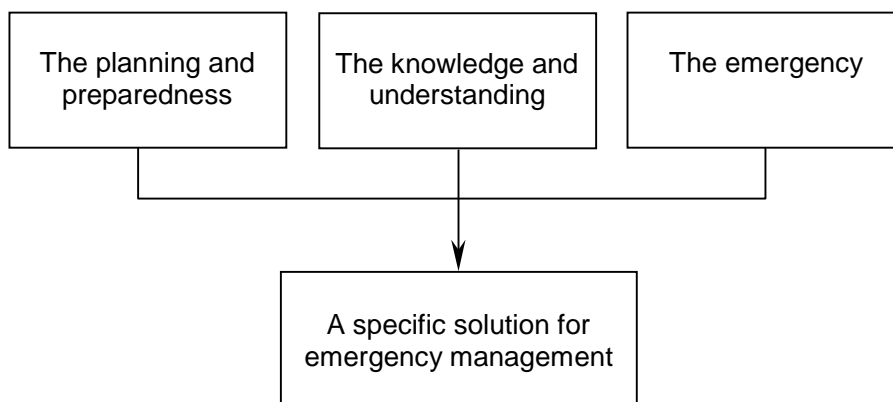 The planning and
preparedness
The knowledge and
understanding
The emergency
A specific solution for
emergency management